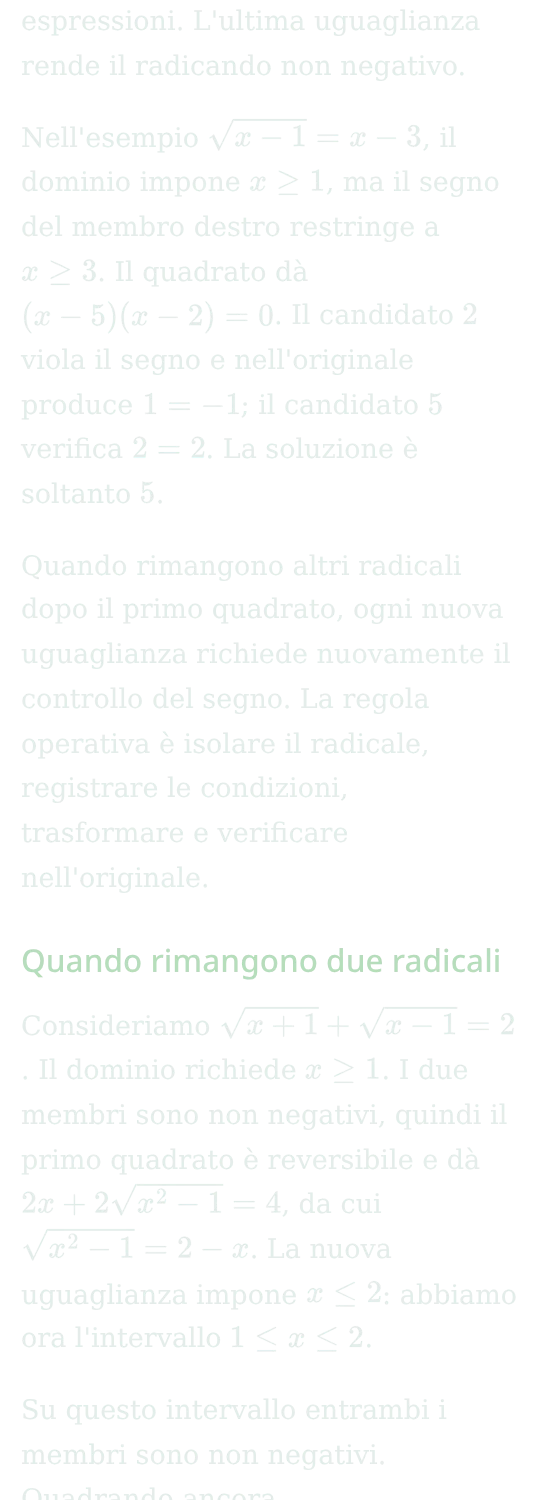 espressioni. L'ultima uguaglianza
rende il radicando non negativo.
Nell'esempio √(x − 1) = x − 3, il
dominio impone x ≥ 1, ma il segno
del membro destro restringe a
x ≥ 3. Il quadrato dà
(x − 5)(x − 2) = 0. Il candidato 2
viola il segno e nell'originale
produce 1 = −1; il candidato 5
verifica 2 = 2. La soluzione è
soltanto 5.
Quando rimangono altri radicali
dopo il primo quadrato, ogni nuova
uguaglianza richiede nuovamente il
controllo del segno. La regola
operativa è isolare il radicale,
registrare le condizioni,
trasformare e verificare
nell'originale.
Quando rimangono due radicali
Consideriamo √(x + 1) + √(x − 1) = 2
. Il dominio richiede x ≥ 1. I due
membri sono non negativi, quindi il
primo quadrato è reversibile e dà
2x + 2√(x² − 1) = 4, da cui
√(x² − 1) = 2 − x. La nuova
uguaglianza impone x ≤ 2: abbiamo
ora l'intervallo 1 ≤ x ≤ 2.
Su questo intervallo entrambi i
membri sono non negativi.
Quadrando ancora